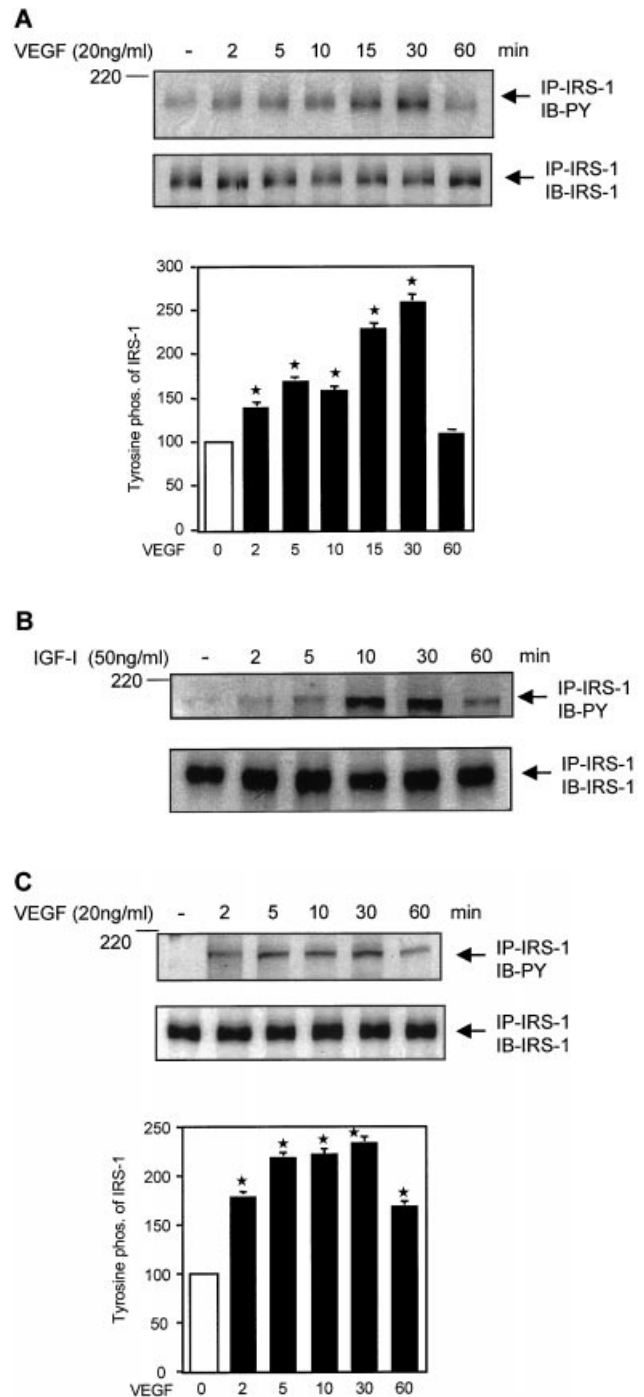 A
VEGF (20ng/ml) - 2 5 10 15 30 60 min
220
IP-IRS-1
IB-PY
IP-IRS-1
IB-IRS-1
Tyrosine phos. of IRS-1
300
250
200
150
100
50
0
★ ★ ★ ★ ★
VEGF 0 2 5 10 15 30 60
B
IGF-I (50ng/ml) - 2 5 10 30 60 min
220
IP-IRS-1
IB-PY
IP-IRS-1
IB-IRS-1
C
VEGF (20ng/ml) - 2 5 10 30 60 min
220
IP-IRS-1
IB-PY
IP-IRS-1
IB-IRS-1
Tyrosine phos. of IRS-1
250
200
150
100
50
0
★ ★ ★ ★ ★
VEGF 0 2 5 10 30 60